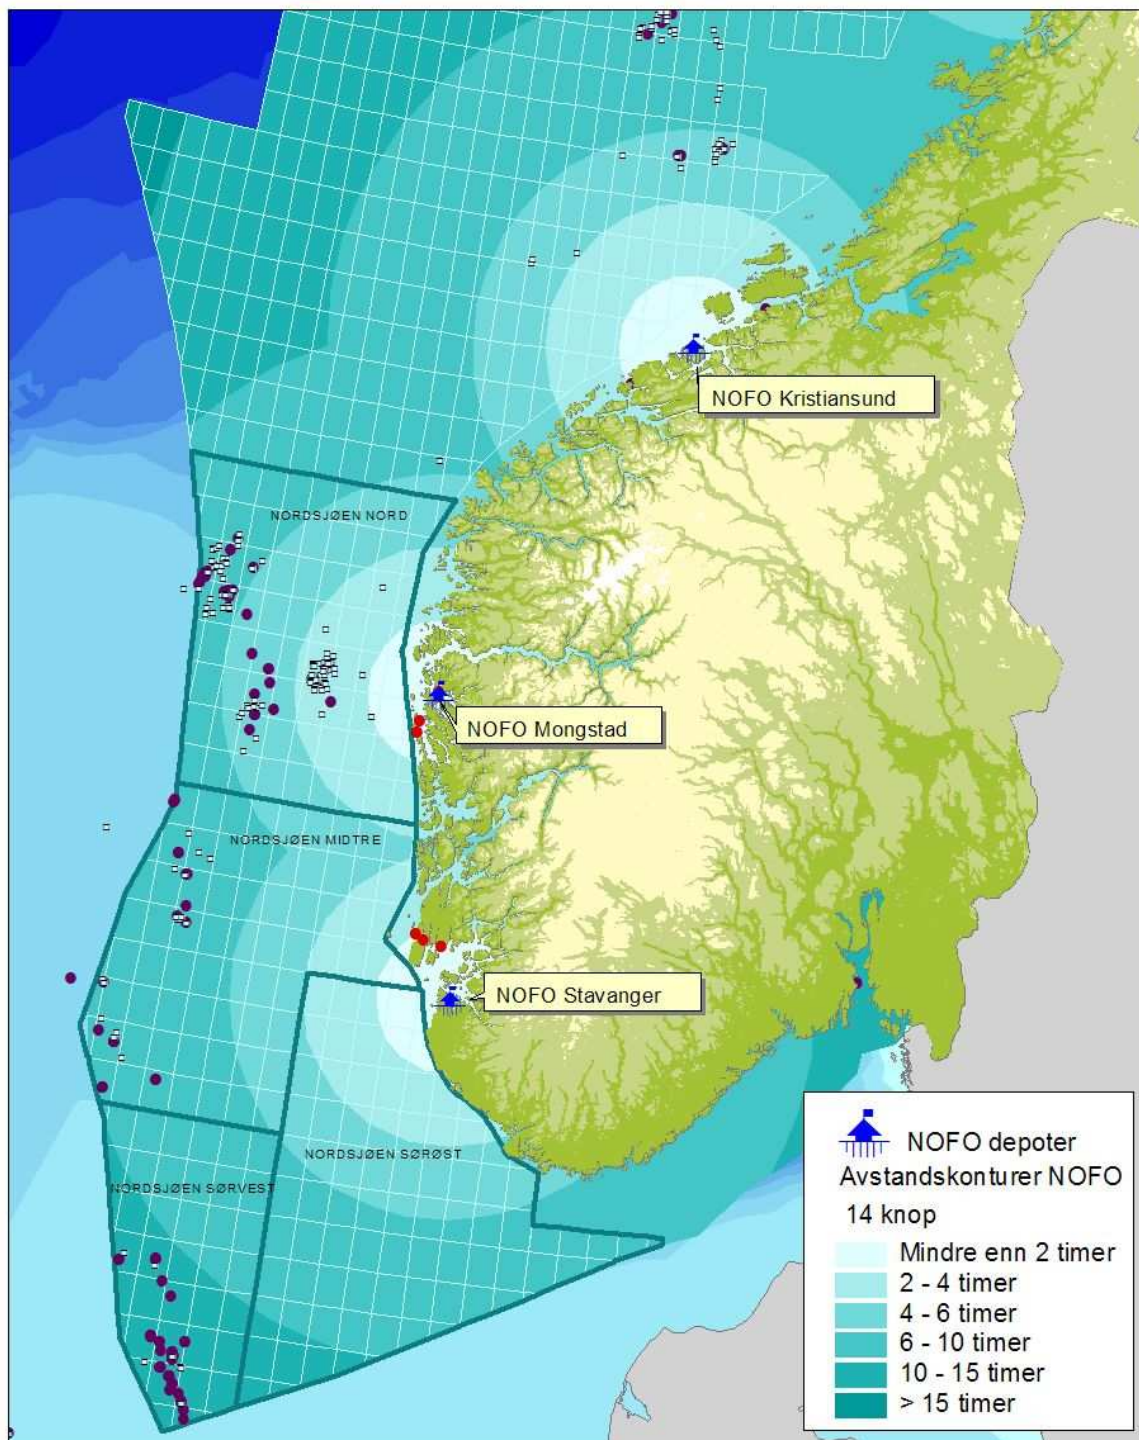 NOFO Kristiansund
NORDSJØEN NORD
NOFO Mongstad
NORDSJØEN MIDTRE
NOFO Stavanger
NORDSJØEN SØRØST
NORDSJØEN SØRVEST
NOFO depoter
Avstandskonturer NOFO
14 knop
Mindre enn 2 timer
2 - 4 timer
4 - 6 timer
6 - 10 timer
10 - 15 timer
> 15 timer